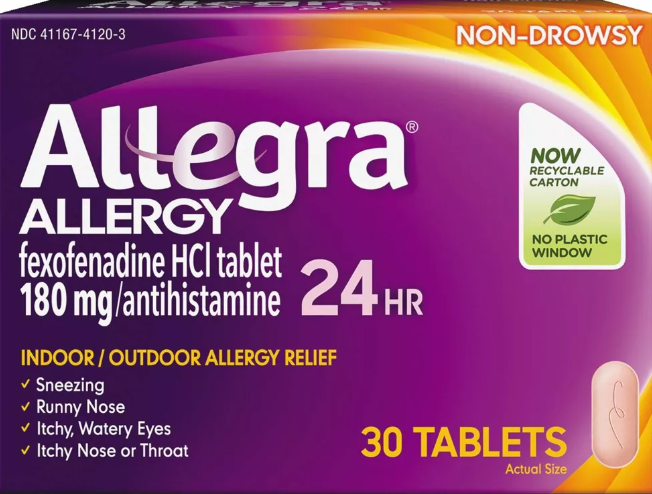 NDC 41167-4120-3
NON-DROWSY
Allegra®
ALLERGY
fexofenadine HCl tablet
180 mg/antihistamine
24 HR
NOW
RECYCLABLE
CARTON
NO PLASTIC
WINDOW
INDOOR / OUTDOOR ALLERGY RELIEF
✓ Sneezing
✓ Runny Nose
✓ Itchy, Watery Eyes
✓ Itchy Nose or Throat
30 TABLETS
Actual Size